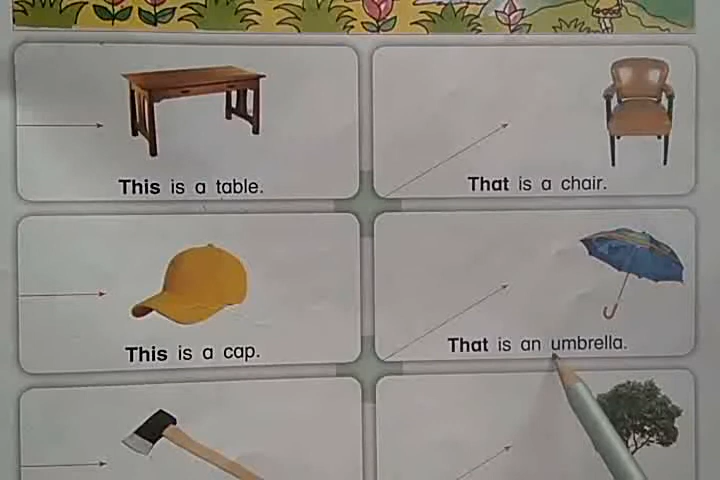 This is a table.
That is a chair.
This is a cap.
That is an umbrella.